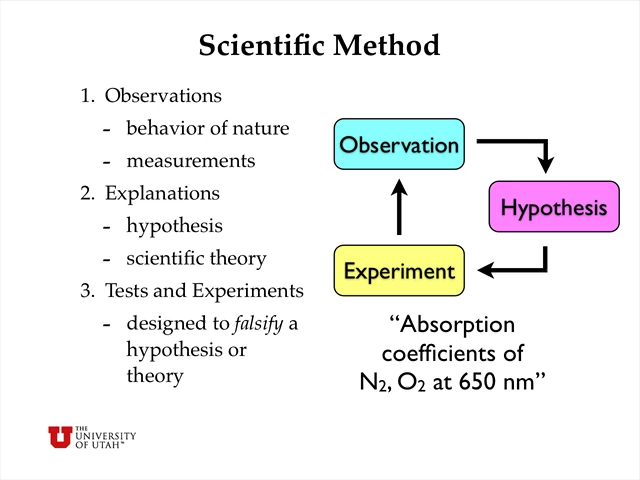 Scientific Method
1. Observations
- behavior of nature
- measurements
2. Explanations
- hypothesis
- scientific theory
3. Tests and Experiments
- designed to falsify a
hypothesis or
theory
Observation
Hypothesis
Experiment
“Absorption
coefficients of
N₂, O₂ at 650 nm”
U THE
UNIVERSITY
OF UTAH™